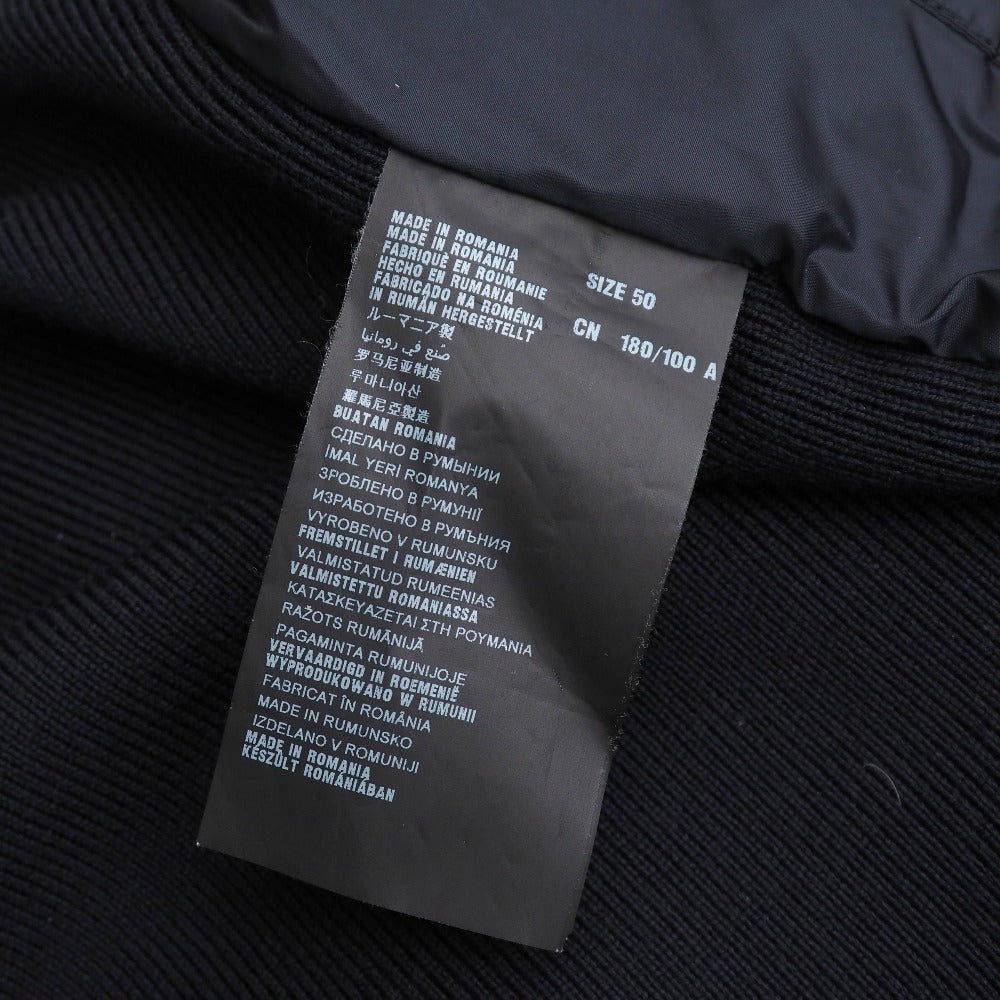 MADE IN ROMANIA
MADE IN ROMANIA
FABRIQUÉ EN ROUMANIE
HECHO EN RUMANIA
FABRICADO NA ROMÉNIA
IN RUMÄN HERGESTELLT
ルーマニア製
صنع في رومانيا
罗马尼亚制造
루마니아산
羅馬尼亞製造
BUATAN ROMANIA
СДЕЛАНО В РУМЫНИИ
İMAL YERİ ROMANYA
ЗРОБЛЕНО В РУМУНІЇ
ИЗРАБОТЕНО В РУМЪНИЯ
VYROBENO V RUMUNSKU
FREMSTILLET I RUMÆNIEN
VALMISTATUD RUMEENIAS
VALMISTETTU ROMANIASSA
ΚΑΤΑΣΚΕΥΑΖΕΤΑΙ ΣΤΗ ΡΟΥΜΑΝΙΑ
RAŽOTS RUMĀNIJĀ
PAGAMINTA RUMUNIJOJE
VERVAARDIGD IN ROEMENIË
WYPRODUKOWANO W RUMUNII
FABRICAT ÎN ROMÂNIA
MADE IN RUMUNSKO
IZDELANO V ROMUNIJI
MADE IN ROMANIA
KÉSZÜLT ROMÁNIÁBAN
SIZE 50
CN 180/100 A